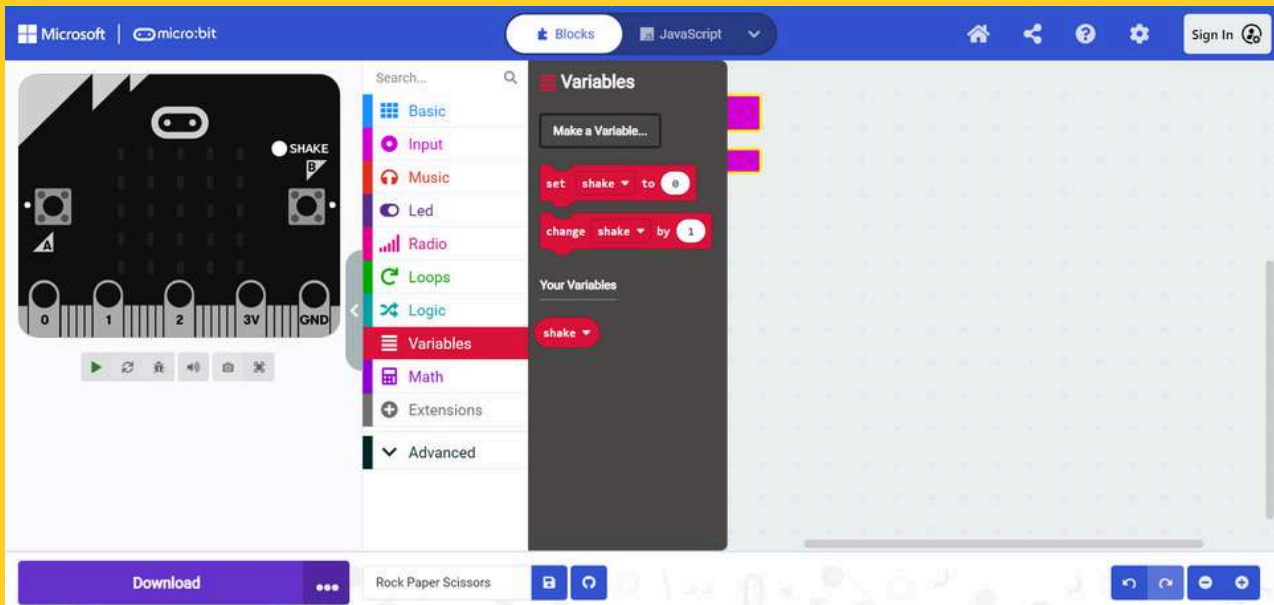 Microsoft micro:bit Blocks JavaScript Sign In
SHAKE
B
A
0 1 2 3V GND
Search...
Basic
Input
Music
Led
Radio
Loops
Logic
Variables
Math
Extensions
Advanced
Variables
Make a Variable...
set shake to 0
change shake by 1
Your Variables
shake
Download Rock Paper Scissors